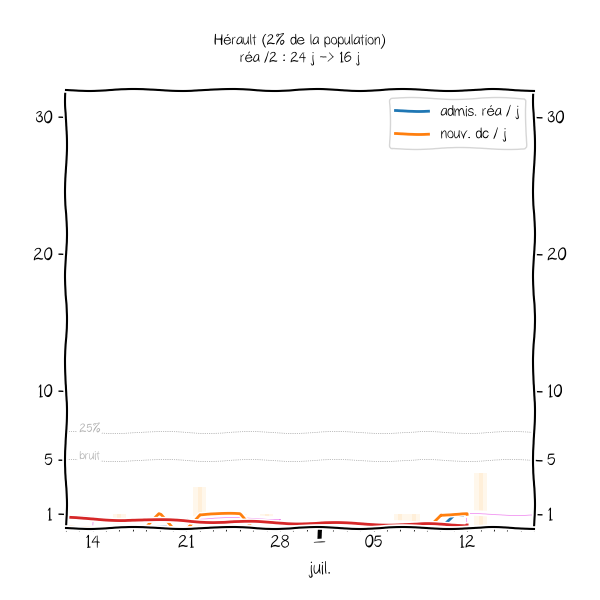 Hérault (2% de la population)
réa /2 : 24 j -> 16 j
admis. réa / j
nouv. dc / j
30
30
20
20
10
10
25%
5
bruit
5
1
1
14
21
28
05
12
juil.